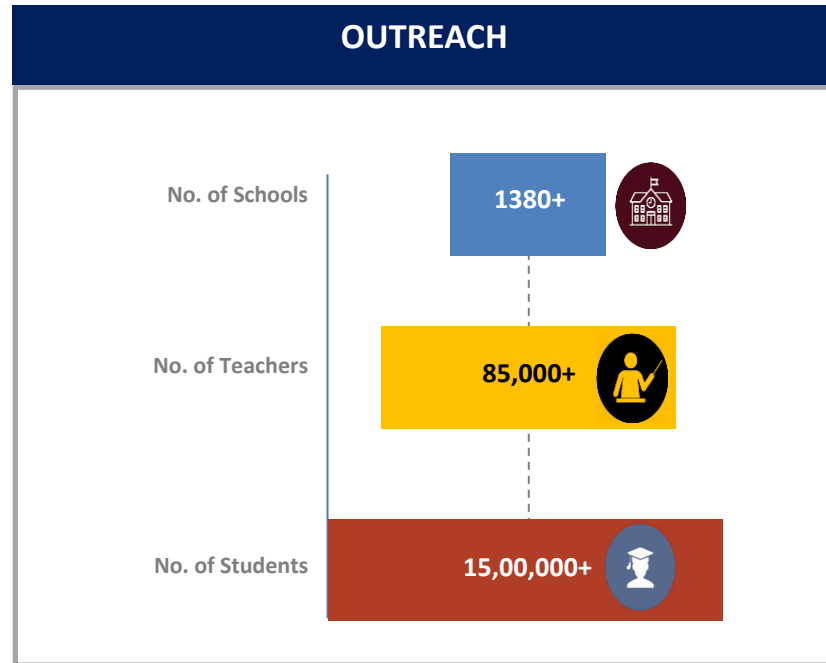 OUTREACH
No. of Schools
1380+
No. of Teachers
85,000+
No. of Students
15,00,000+